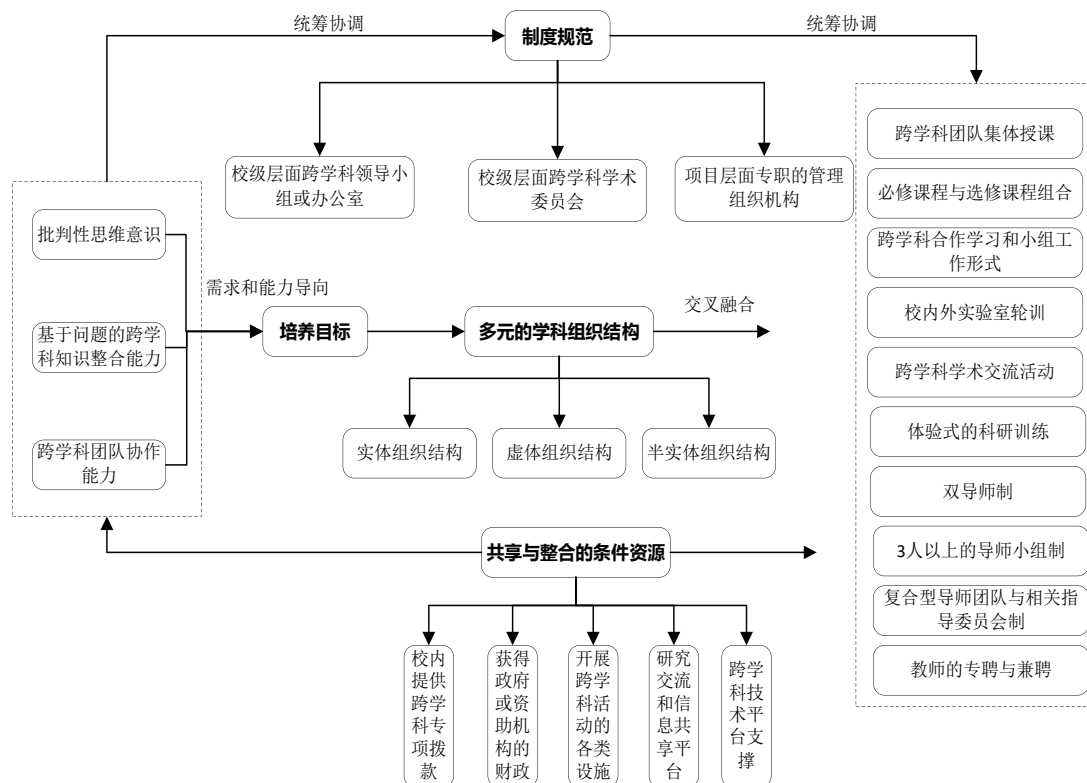 统筹协调
制度规范
统筹协调
校级层面跨学科领导小
组或办公室
校级层面跨学科学术
委员会
项目层面专职的管理
组织机构
批判性思维意识
基于问题的跨学
科知识整合能力
跨学科团队协作
能力
需求和能力导向
培养目标
多元的学科组织结构
交叉融合
实体组织结构
虚体组织结构
半实体组织结构
共享与整合的条件资源
校内
提供
跨学
科专
项拨
款
获得
政府
或资
助机
构的
财政
开展
跨学
科活
动的
各类
设施
研究
交流
和信
息共
享平
台
跨学
科技
术平
台支
撑
跨学科团队集体授课
必修课程与选修课程组合
跨学科合作学习和小组工
作形式
校内外实验室轮训
跨学科学术交流活动
体验式的科研训练
双导师制
3人以上的导师小组制
复合型导师团队与相关指
导委员会制
教师的专聘与兼聘